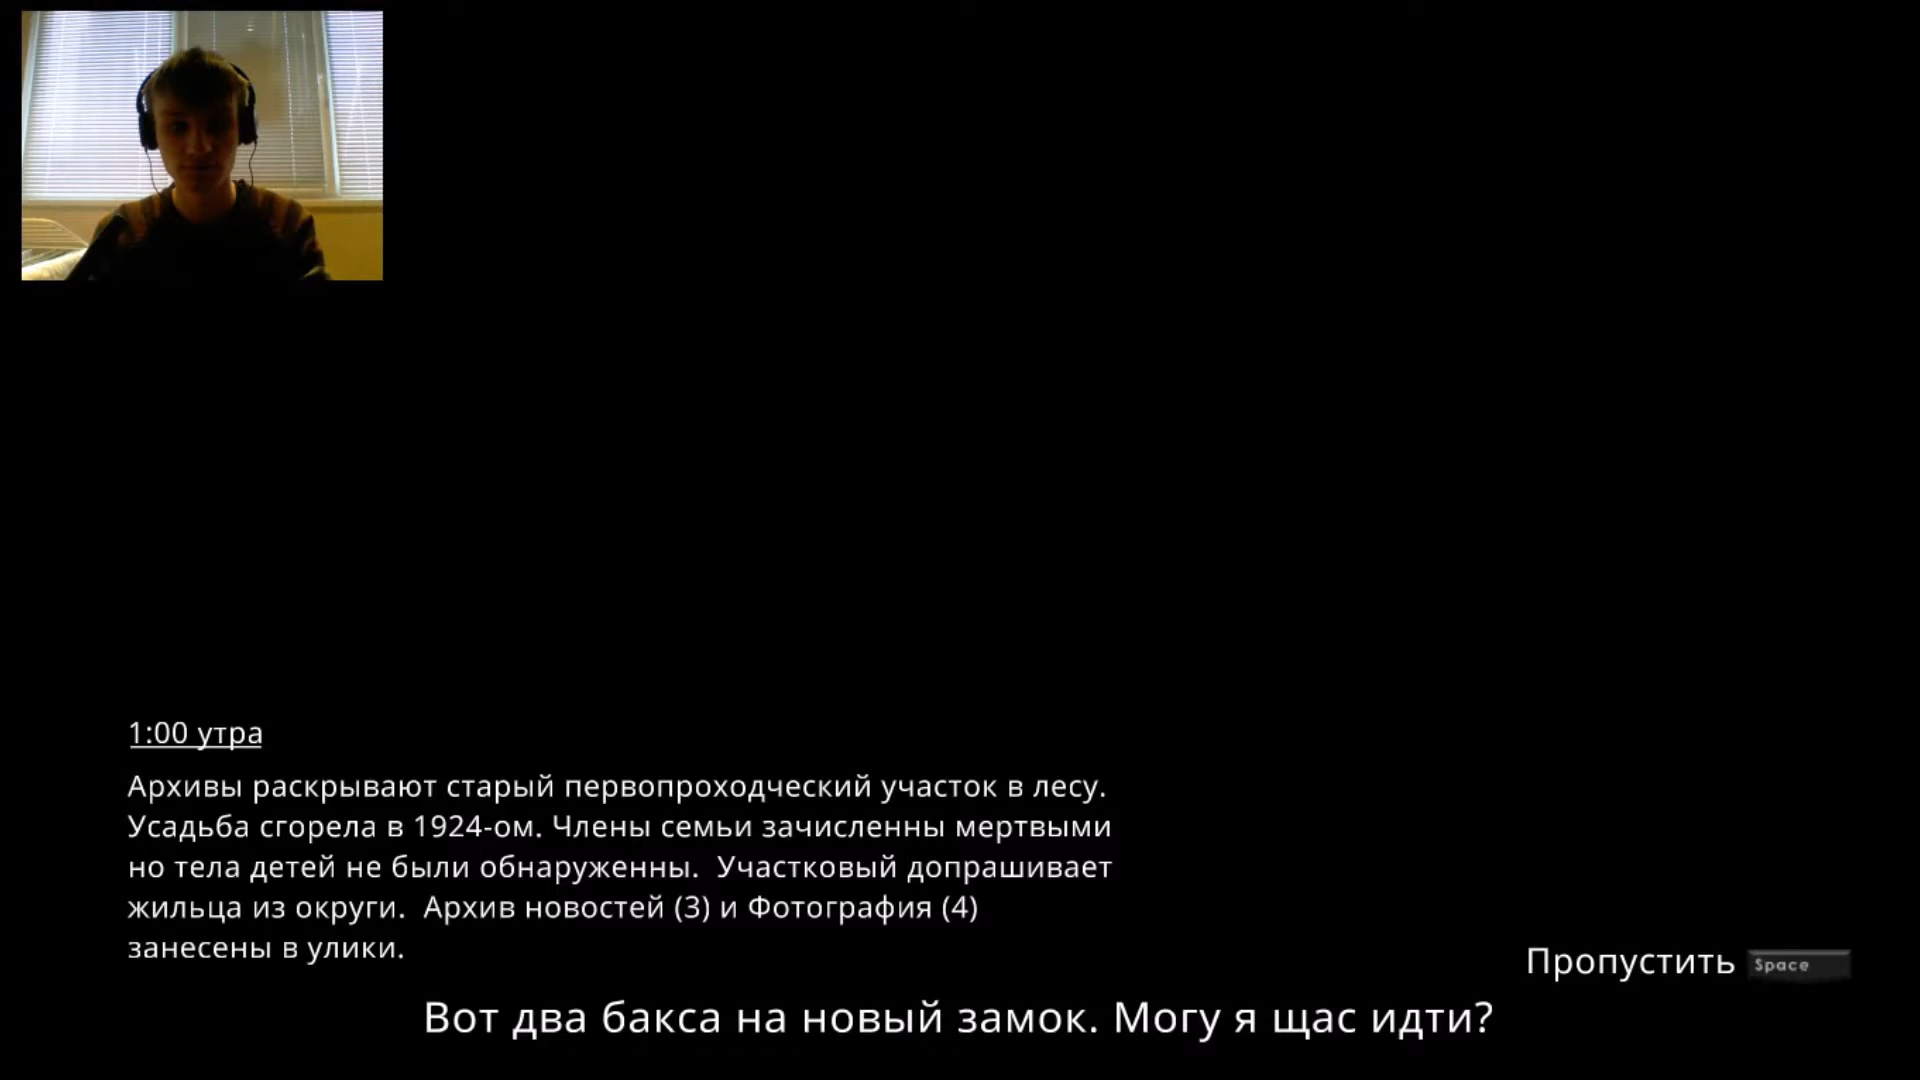 1:00 утра
Архивы раскрывают старый первопроходческий участок в лесу.
Усадьба сгорела в 1924-ом. Члены семьи зачисленны мертвыми
но тела детей не были обнаруженны.  Участковый допрашивает
жильца из округи.  Архив новостей (3) и Фотография (4)
занесены в улики.
Пропустить Space
Вот два бакса на новый замок. Могу я щас идти?